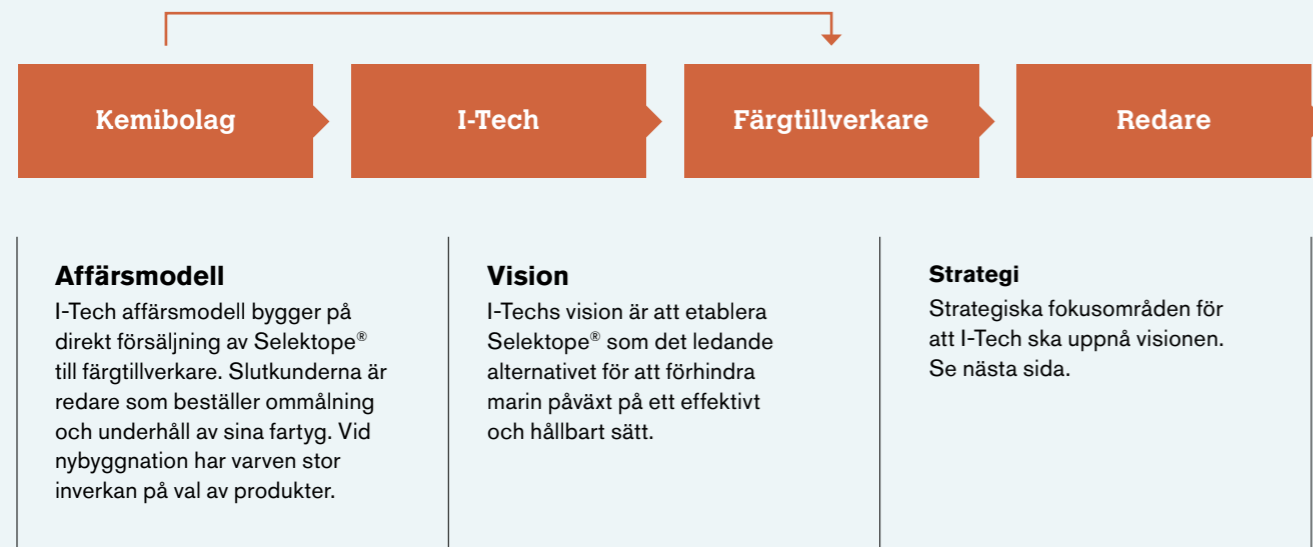 Kemibolag
I-Tech
Färgtillverkare
Redare
Affärsmodell
I-Tech affärsmodell bygger på
direkt försäljning av Selektope®
till färgtillverkare. Slutkunderna är
redare som beställer ommålning
och underhåll av sina fartyg. Vid
nybyggnation har varven stor
inverkan på val av produkter.
Vision
I-Techs vision är att etablera
Selektope® som det ledande
alternativet för att förhindra
marin påväxt på ett effektivt
och hållbart sätt.
Strategi
Strategiska fokusområden för
att I-Tech ska uppnå visionen.
Se nästa sida.